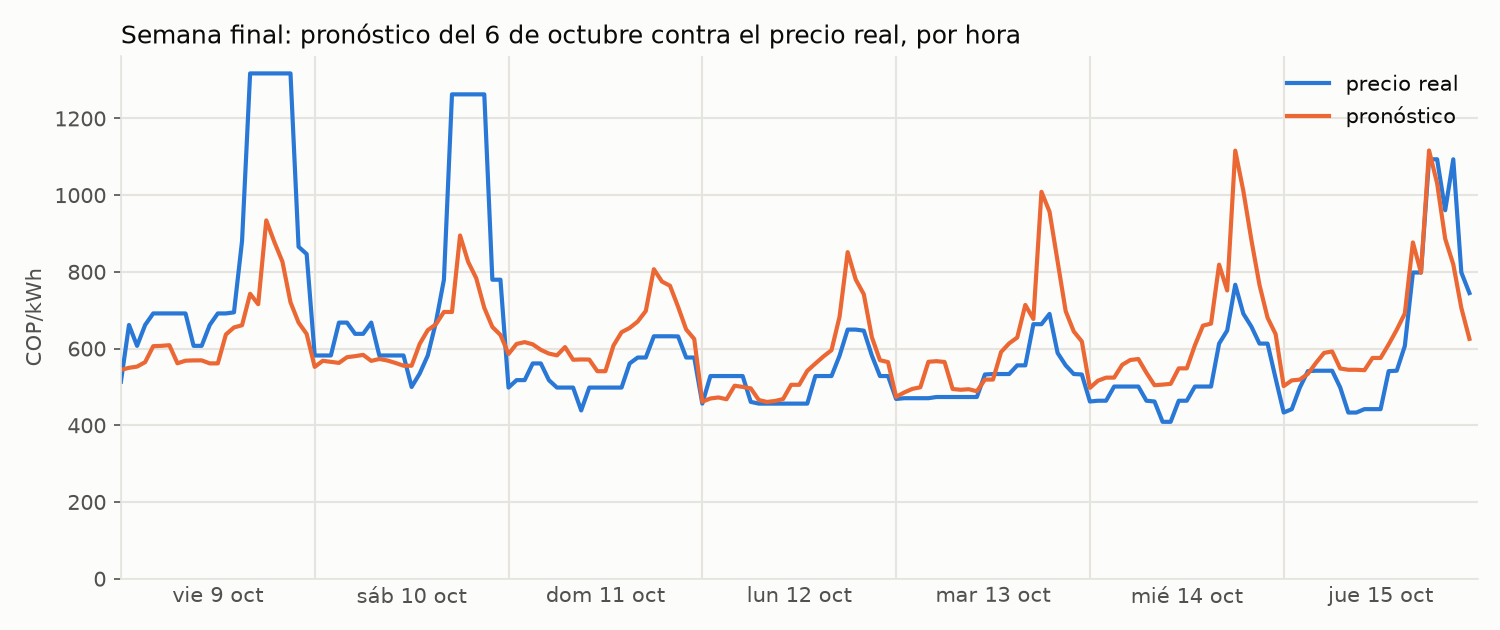 Semana final: pronóstico del 6 de octubre contra el precio real, por hora
precio real
pronóstico
COP/kWh
1200
1000
800
600
400
200
0
vie 9 oct
sáb 10 oct
dom 11 oct
lun 12 oct
mar 13 oct
mié 14 oct
jue 15 oct